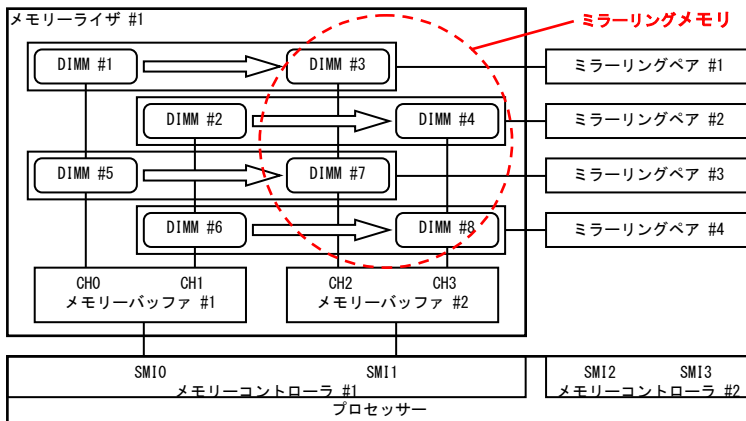 メモリーライザ #1
ミラーリングメモリ
DIMM #1
DIMM #3
ミラーリングペア #1
DIMM #2
DIMM #4
ミラーリングペア #2
DIMM #5
DIMM #7
ミラーリングペア #3
DIMM #6
DIMM #8
ミラーリングペア #4
CH0 CH1
メモリーバッファ #1
CH2 CH3
メモリーバッファ #2
SMI0 SMI1
メモリーコントローラ #1
SMI2 SMI3
メモリーコントローラ #2
プロセッサー